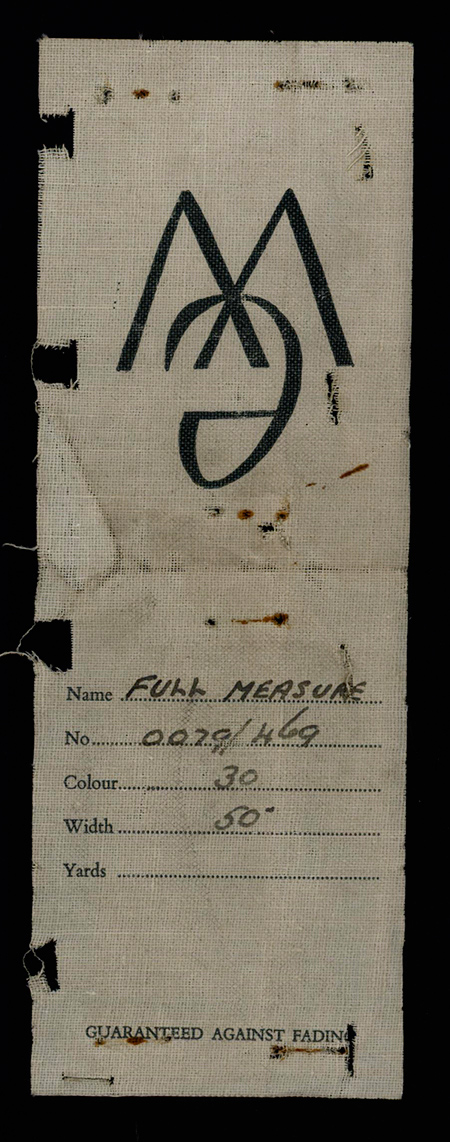 Name FULL MEASURE
No 0079/469
Colour 30
Width 50"
Yards
GUARANTEED AGAINST FADING